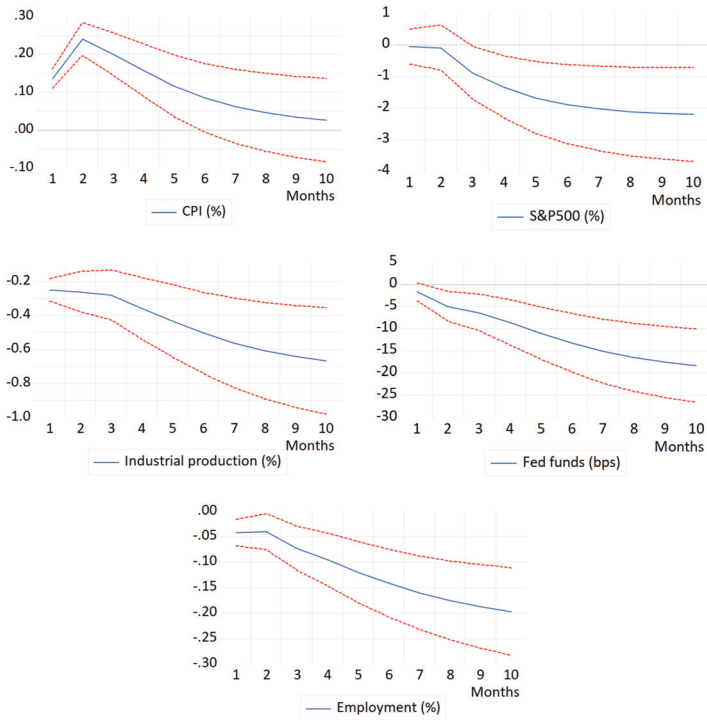 .30
.20
.10
.00
-.10
1 2 3 4 5 6 7 8 9 10
Months
CPI (%)
1
0
-1
-2
-3
-4
1 2 3 4 5 6 7 8 9 10
Months
S&P500 (%)
-0.2
-0.4
-0.6
-0.8
-1.0
1 2 3 4 5 6 7 8 9 10
Months
Industrial production (%)
0
-5
-10
-15
-20
-25
-30
1 2 3 4 5 6 7 8 9 10
Months
Fed funds (bps)
.00
-.05
-.10
-.15
-.20
-.25
-.30
1 2 3 4 5 6 7 8 9 10
Months
Employment (%)